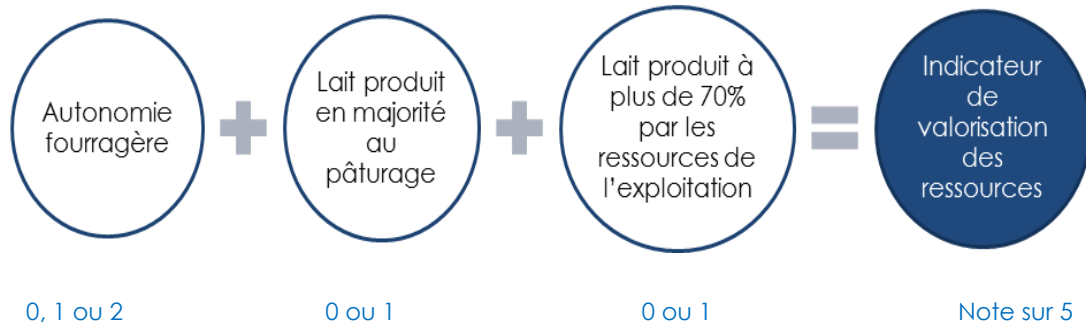 Autonomie
fourragère
+
Lait produit
en majorité
au
pâturage
+
Lait produit à
plus de 70%
par les
ressources de
l'exploitation
=
Indicateur
de
valorisation
des
ressources
0, 1 ou 2
0 ou 1
0 ou 1
Note sur 5